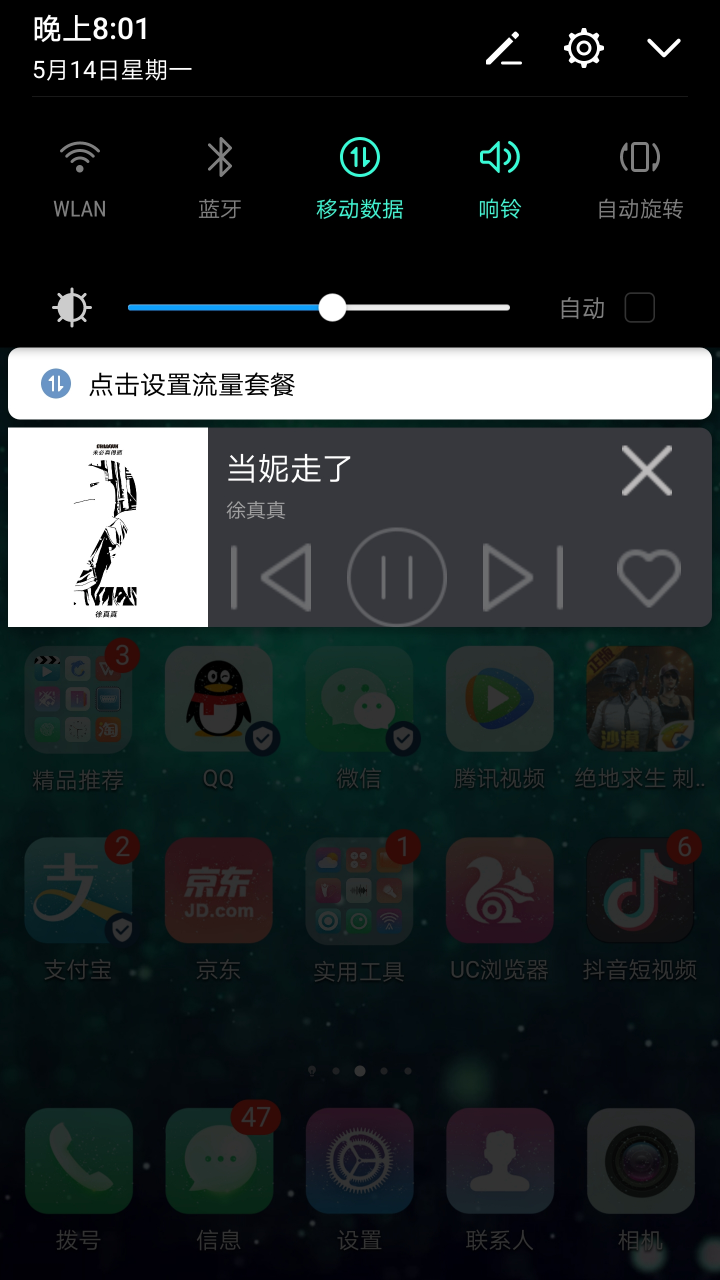 晚上8:01
5月14日星期一
WLAN
蓝牙
移动数据
响铃
自动旋转
自动
点击设置流量套餐
未必真得感
徐真真
当妮走了
徐真真
3
淘
正版
沙漠
精品推荐
QQ
微信
腾讯视频
绝地求生 刺..
2
支
京东
JD.com
1
6
支付宝
京东
实用工具
UC浏览器
抖音短视频
47
拨号
信息
设置
联系人
相机